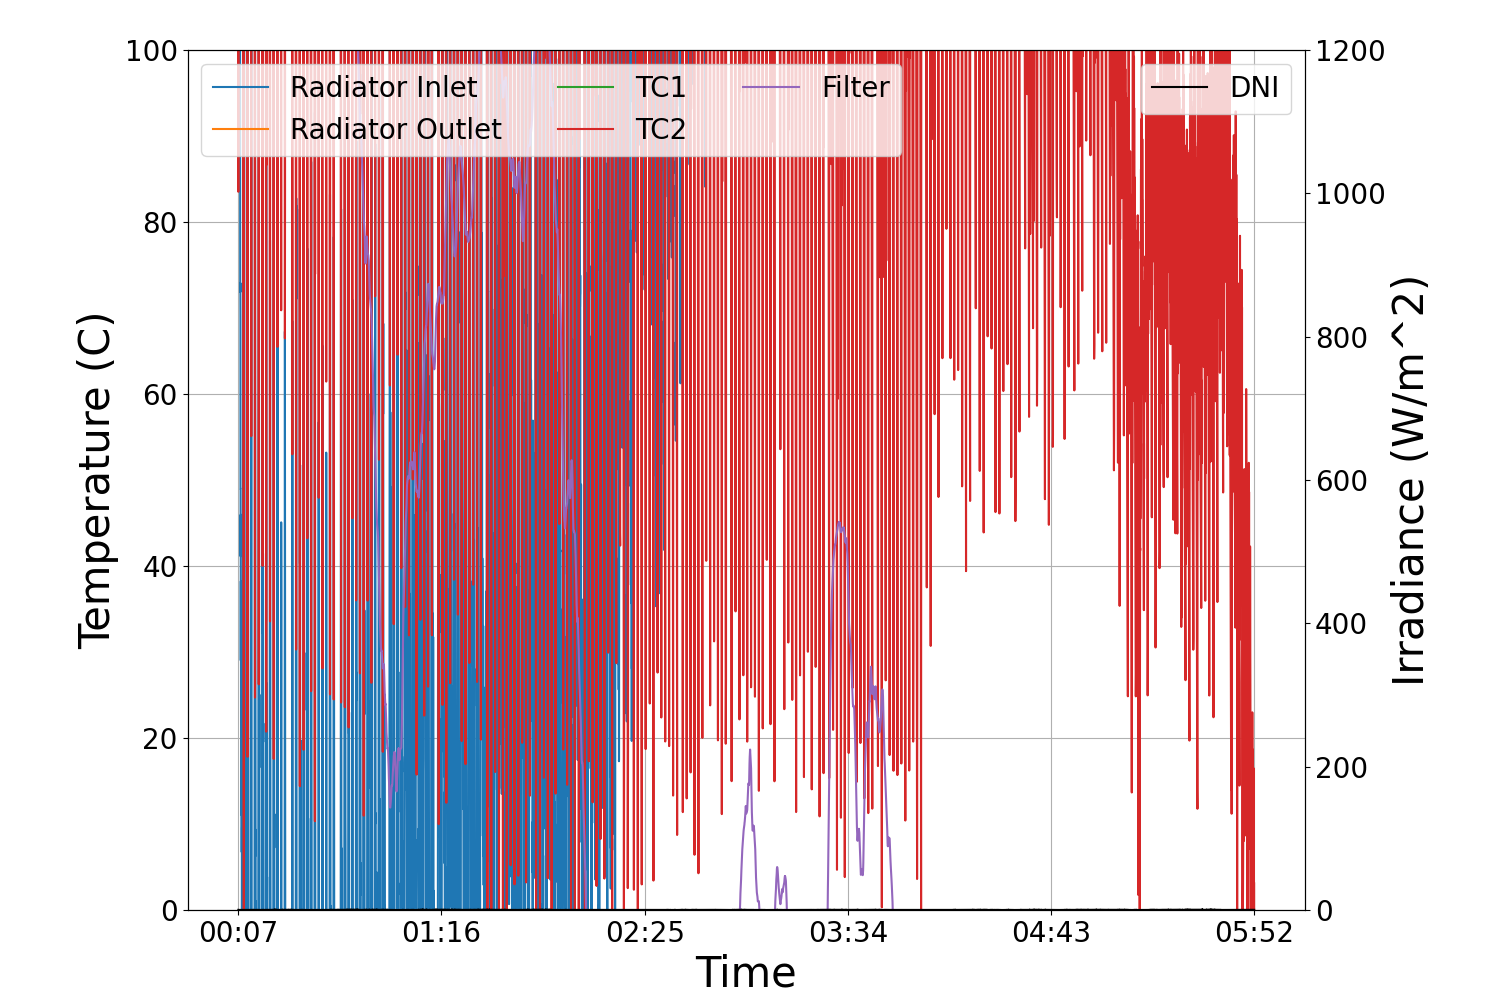 100
80
60
40
20
0
Temperature (C)
Radiator Inlet
Radiator Outlet
TC1
TC2
Filter
DNI
1200
1000
800
600
400
200
0
Irradiance (W/m^2)
00:07
01:16
02:25
03:34
04:43
05:52
Time